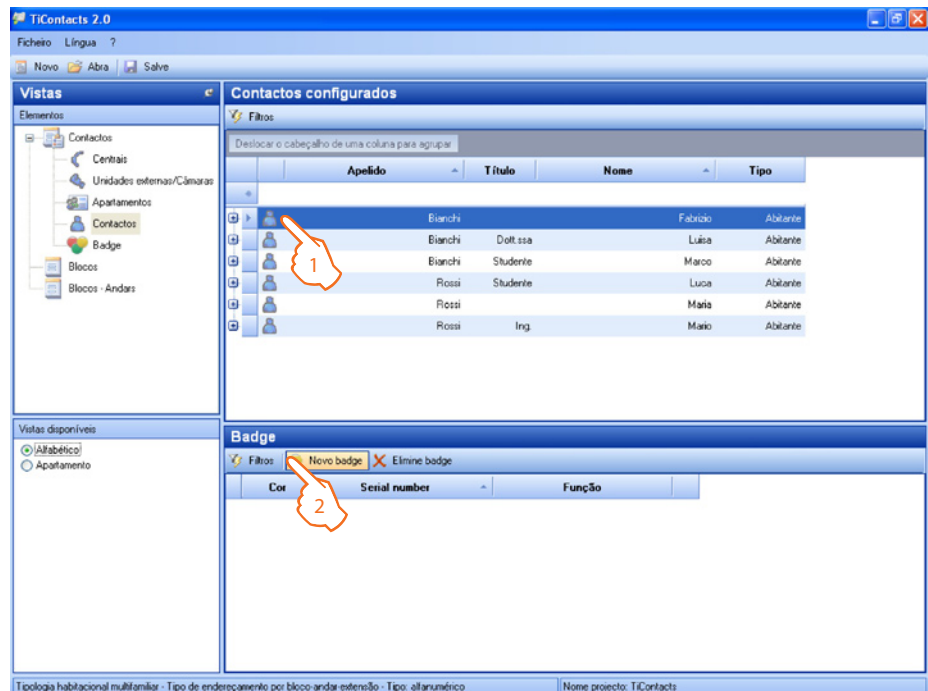 TiContacts 2.0
Ficheiro Língua ?
Novo Abra Salve
Vistas
Elementos
Contactos
Centrais
Unidades externas/Câmaras
Apartamentos
Contactos
Badge
Blocos
Blocos - Andars
Vistas disponíveis
Alfabético
Apartamento
Contactos configurados
Filtros
Deslocar o cabeçalho de uma coluna para agrupar
Apelido Título Nome Tipo
Bianchi Fabrizio Abitante
Bianchi Dott.ssa Luisa Abitante
Bianchi Studente Marco Abitante
Rossi Studente Luca Abitante
Rossi Maria Abitante
Rossi Ing. Mario Abitante
1
Badge
Filtros Novo badge Elimine badge
Cor Serial number Função
2
Tipologia habitacional multifamiliar - Tipo de endereçamento por bloco-andar-extensão - Tipo: alfanumérico Nome projecto: TiContacts